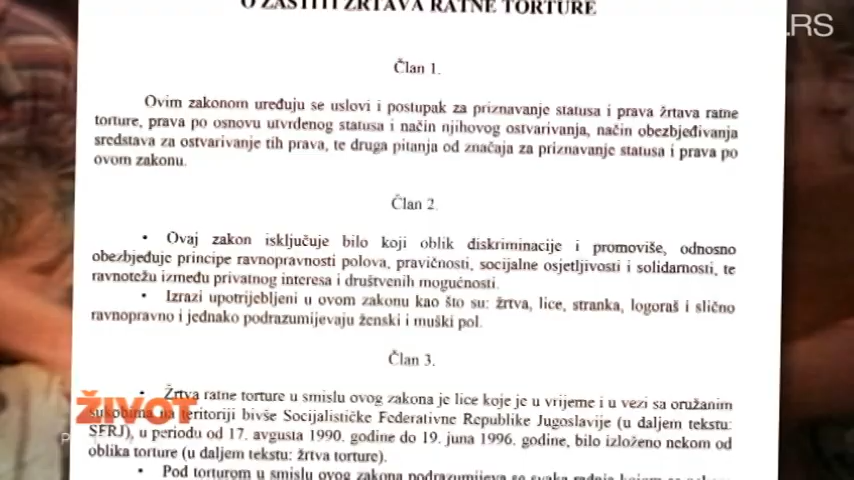 O ZAŠTITI ŽRTAVA RATNE TORTURE
.RS
Član 1.
Ovim zakonom uređuju se uslovi i postupak za priznavanje statusa i prava žrtava ratne
torture, prava po osnovu utvrđenog statusa i način njihovog ostvarivanja, način obezbjeđivanja
sredstava za ostvarivanje tih prava, te druga pitanja od značaja za priznavanje statusa i prava po
ovom zakonu.
Član 2.
• Ovaj zakon isključuje bilo koji oblik diskriminacije i promoviše, odnosno
obezbjeđuje principe ravnopravnosti polova, pravičnosti, socijalne osjetljivosti i solidarnosti, te
ravnotežu između privatnog interesa i društvenih mogućnosti.
• Izrazi upotrijebljeni u ovom zakonu kao što su: žrtva, lice, stranka, logoraš i slično
ravnopravno i jednako podrazumijevaju ženski i muški pol.
Član 3.
• Žrtva ratne torture u smislu ovog zakona je lice koje je u vrijeme i u vezi sa oružanim
sukobima na teritoriji bivše Socijalističke Federativne Republike Jugoslavije (u daljem tekstu:
SFRJ), u periodu od 17. avgusta 1990. godine do 19. juna 1996. godine, bilo izloženo nekom od
oblika torture (u daljem tekstu: žrtva torture).
• Pod torturom u smislu ovog zakona podrazumijeva se svaka radnja kojom se
ŽIVOT